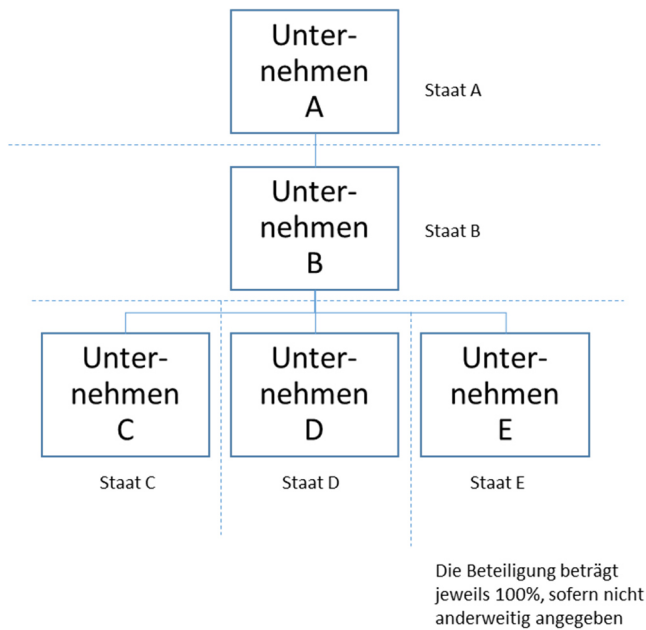 Unter-
nehmen
A
Staat A
Unter-
nehmen
B
Staat B
Unter-
nehmen
C
Unter-
nehmen
D
Unter-
nehmen
E
Staat C
Staat D
Staat E
Die Beteiligung beträgt
jeweils 100%, sofern nicht
anderweitig angegeben